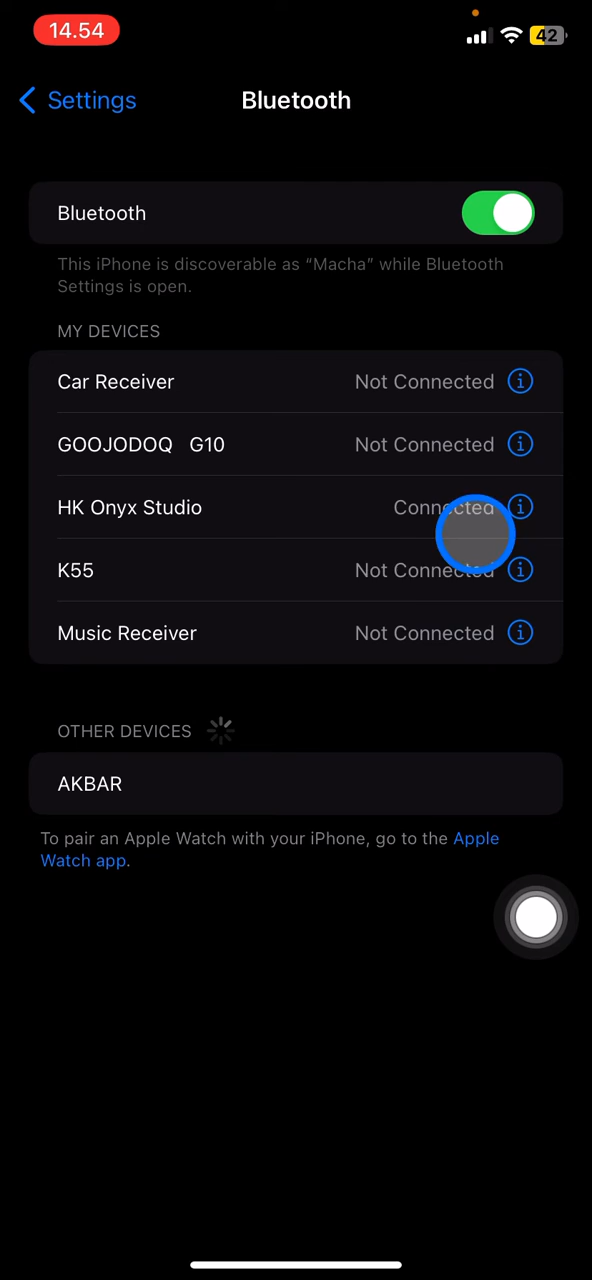 14.54
42
Settings
Bluetooth
Bluetooth
This iPhone is discoverable as “Macha” while Bluetooth
Settings is open.
MY DEVICES
Car Receiver Not Connected
GOOJODOQ G10 Not Connected
HK Onyx Studio Connected
K55 Not Connected
Music Receiver Not Connected
OTHER DEVICES
AKBAR
To pair an Apple Watch with your iPhone, go to the Apple
Watch app.